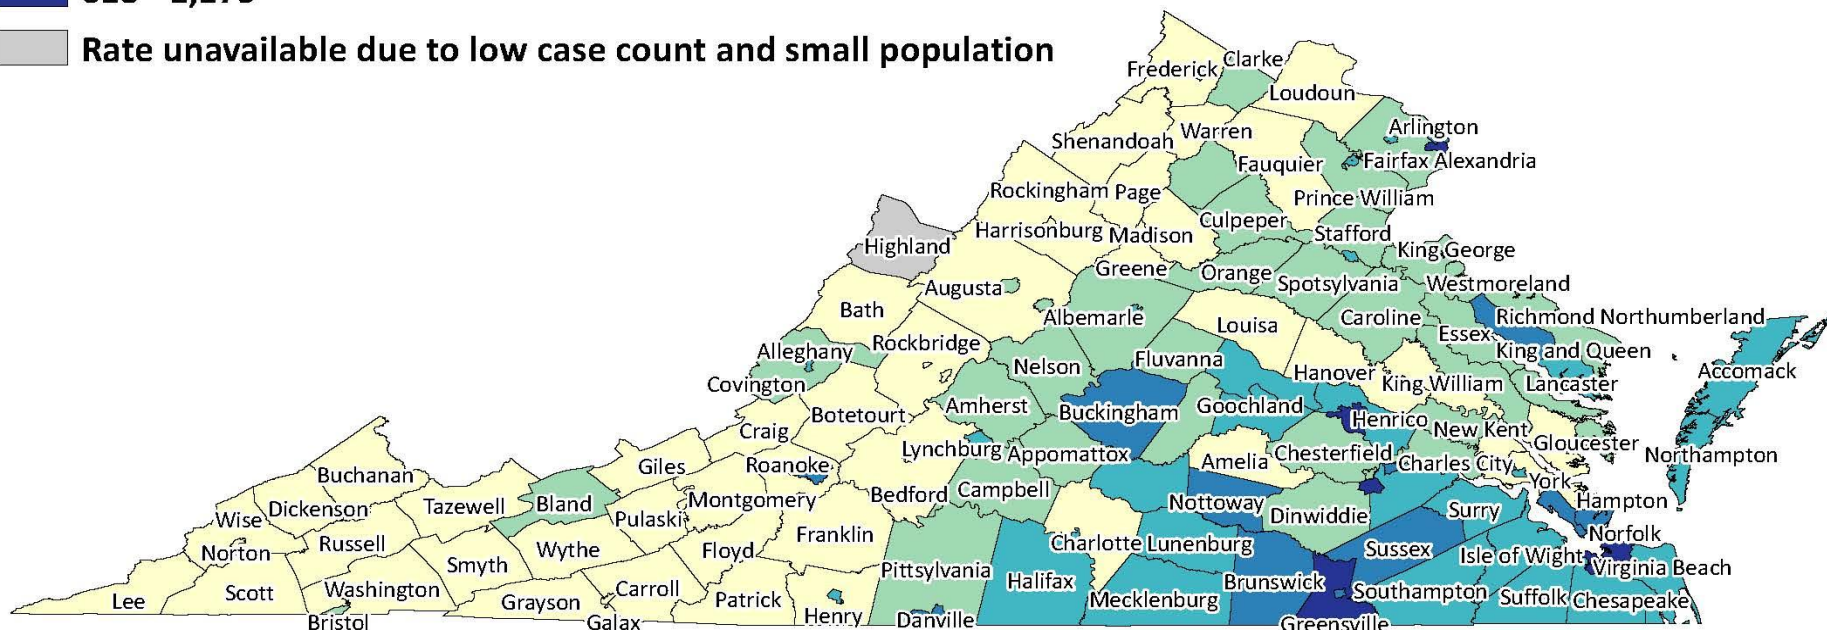 Rate unavailable due to low case count and small population
Frederick
Clarke
Loudoun
Shenandoah
Warren
Arlington
Fauquier
Fairfax
Alexandria
Rockingham
Page
Prince William
Culpeper
Harrisonburg
Madison
Stafford
Highland
King George
Greene
Orange
Spotsylvania
Westmoreland
Augusta
Bath
Albemarle
Louisa
Caroline
Richmond
Northumberland
Essex
Alleghany
Rockbridge
Fluvanna
King and Queen
Nelson
Hanover
Accomack
Covington
King William
Lancaster
Botetourt
Amherst
Buckingham
Goochland
Craig
Henrico
New Kent
Gloucester
Lynchburg
Appomattox
Chesterfield
Northampton
Giles
Roanoke
Amelia
Charles City
Buchanan
York
Bedford
Campbell
Montgomery
Hampton
Tazewell
Bland
Nottoway
Dickenson
Surry
Wise
Pulaski
Dinwiddie
Franklin
Norfolk
Russell
Norton
Wythe
Floyd
Charlotte
Lunenburg
Sussex
Isle of Wight
Smyth
Virginia Beach
Pittsylvania
Halifax
Brunswick
Washington
Carroll
Scott
Southampton
Lee
Grayson
Patrick
Mecklenburg
Suffolk
Chesapeake
Henry
Danville
Bristol
Galax
Greensville